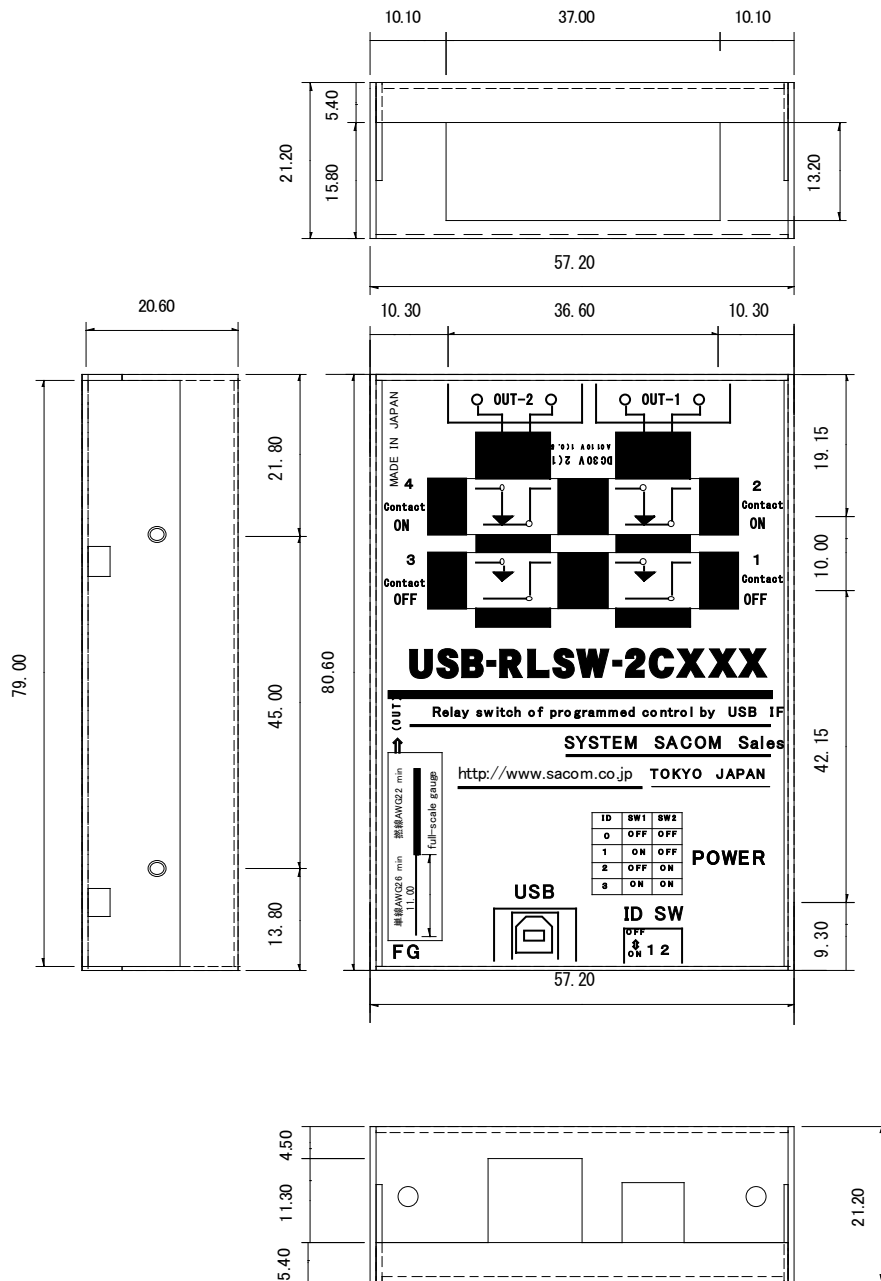 10.10 37.00 10.10
5.40
21.20
15.80
13.20
57.20
20.60
10.30 36.60 10.30
MADE IN JAPAN
OUT-2 OUT-1
DC30V 2(1
4
Contact
ON
2
Contact
ON
3
Contact
OFF
1
Contact
OFF
21.80
19.15
10.00
79.00
80.60
45.00
42.15
USB-RLSW-2CXXX
(OUT)
Relay switch of programmed control by USB IF
SYSTEM SACOM Sales
http://www.sacom.co.jp TOKYO JAPAN
撚線AWG22 min
単線AWG26 min
full-scale gauge
11.00
ID SW1 SW2
0 OFF OFF
1 ON OFF
2 OFF ON
3 ON ON
POWER
USB
ID SW
OFF
⇕
ON 1 2
FG
13.80
9.30
57.20
4.50
11.30
5.40
21.20